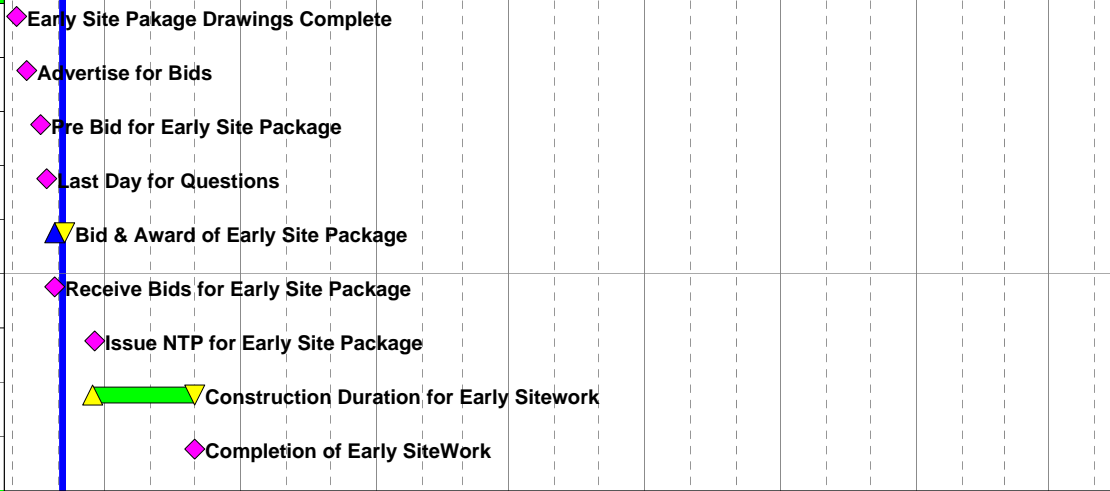 Early Site Pakage Drawings Complete
Advertise for Bids
Pre Bid for Early Site Package
Last Day for Questions
Bid & Award of Early Site Package
Receive Bids for Early Site Package
Issue NTP for Early Site Package
Construction Duration for Early Sitework
Completion of Early SiteWork